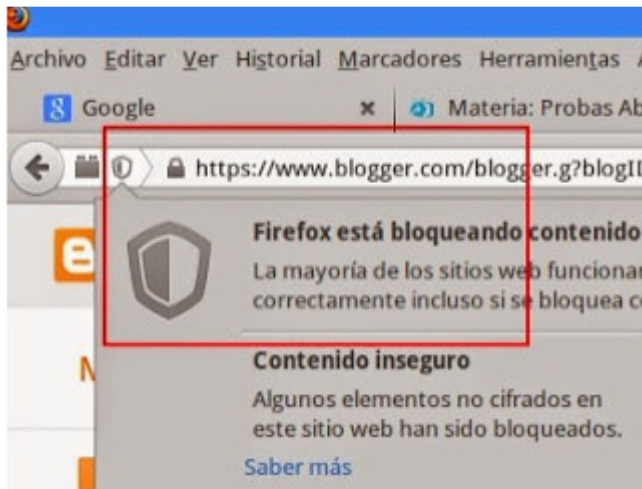 Archivo Editar Ver Historial Marcadores Herramientas
Google Materia: Probas Ab
https://www.blogger.com/blogger.g?blogID
Firefox está bloqueando contenido
La mayoría de los sitios web funcionan
correctamente incluso si se bloquea
Contenido inseguro
Algunos elementos no cifrados en
este sitio web han sido bloqueados.
Saber más